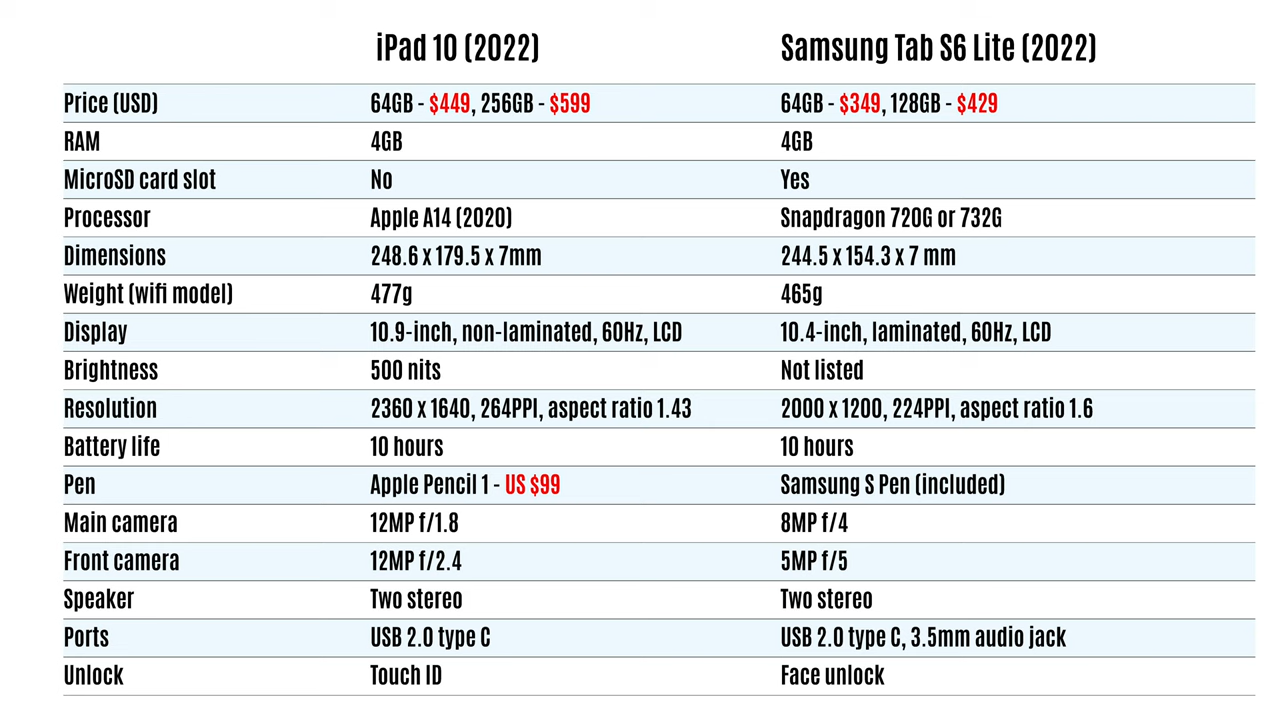 iPad 10 (2022) Samsung Tab S6 Lite (2022)
Price (USD) 64GB - $449, 256GB - $599 64GB - $349, 128GB - $429
RAM 4GB 4GB
MicroSD card slot No Yes
Processor Apple A14 (2020) Snapdragon 720G or 732G
Dimensions 248.6 x 179.5 x 7mm 244.5 x 154.3 x 7 mm
Weight (wifi model) 477g 465g
Display 10.9-inch, non-laminated, 60Hz, LCD 10.4-inch, laminated, 60Hz, LCD
Brightness 500 nits Not listed
Resolution 2360 x 1640, 264PPI, aspect ratio 1.43 2000 x 1200, 224PPI, aspect ratio 1.6
Battery life 10 hours 10 hours
Pen Apple Pencil 1 - US $99 Samsung S Pen (included)
Main camera 12MP f/1.8 8MP f/4
Front camera 12MP f/2.4 5MP f/5
Speaker Two stereo Two stereo
Ports USB 2.0 type C USB 2.0 type C, 3.5mm audio jack
Unlock Touch ID Face unlock